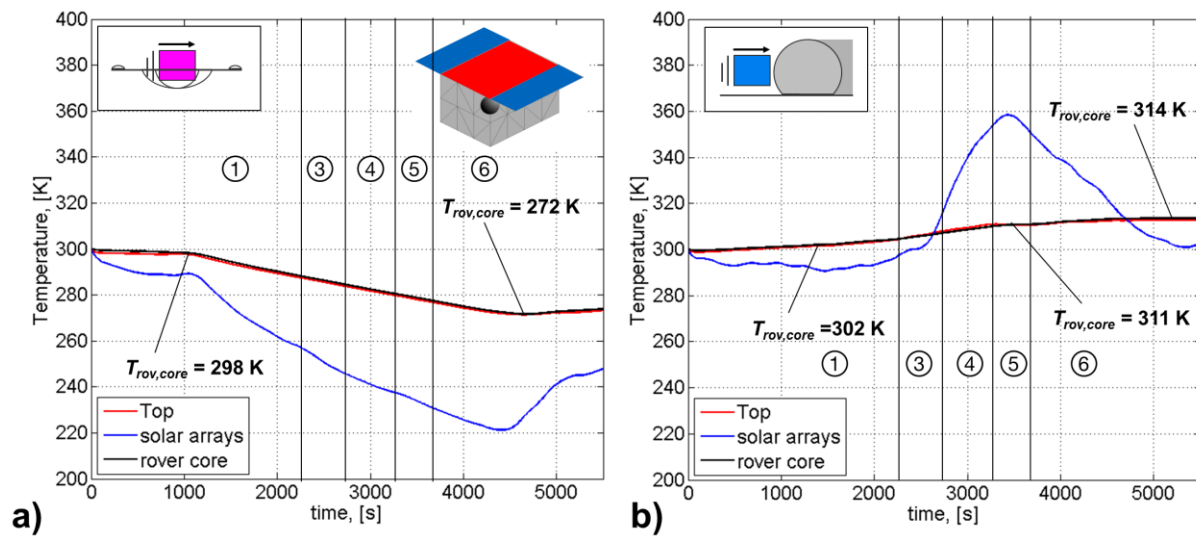 400
380
360
340
320
300
280
260
240
220
200
Temperature, [K]
① ③ ④ ⑤ ⑥
T_rov,core = 272 K
T_rov,core = 298 K
Top
solar arrays
rover core
0 1000 2000 3000 4000 5000
time, [s]
a)
400
380
360
340
320
300
280
260
240
220
200
Temperature, [K]
T_rov,core =
314 K
T_rov,core =302 K
T_rov,core = 311 K
① ③ ④ ⑤ ⑥
Top
solar arrays
rover core
0 1000 2000 3000 4000 5000
time, [s]
b)